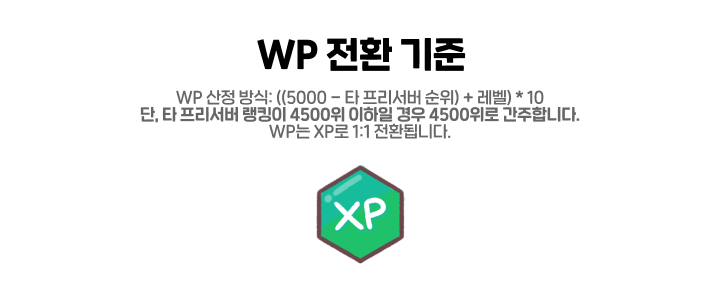 WP 전환 기준
WP 산정 방식: ((5000 - 타 프리서버 순위) + 레벨) * 10
단, 타 프리서버 랭킹이 4500위 이하일 경우 4500위로 간주합니다.
WP는 XP로 1:1 전환됩니다.
XP